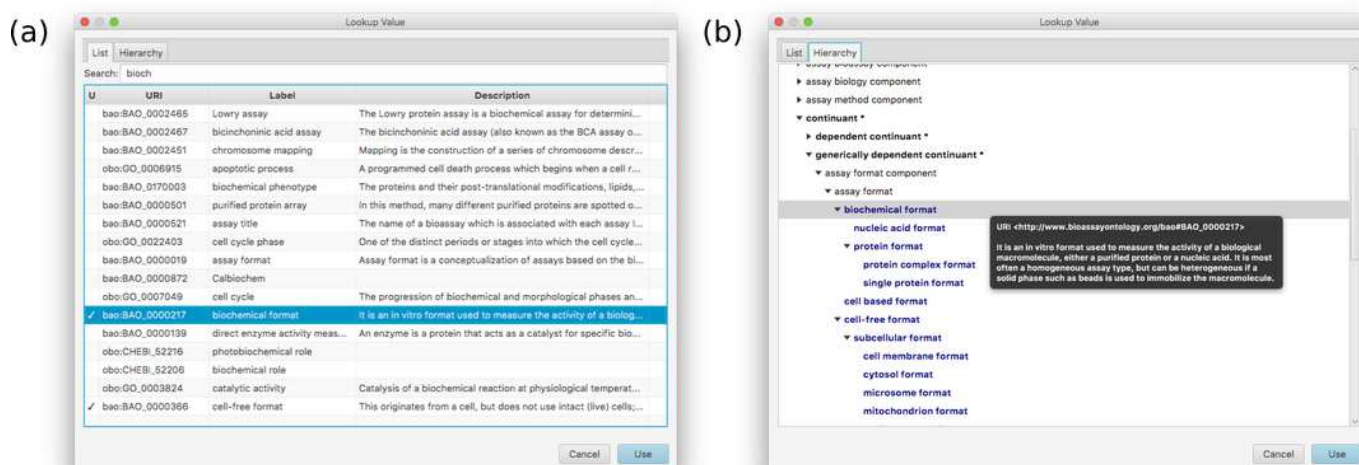 (a)
Lookup Value
List Hierarchy
Search: bioch
U URI Label Description
bao:BAO_0002465 Lowry assay The Lowry protein assay is a biochemical assay for determini...
bao:BAO_0002467 bicinchoninic acid assay The bicinchoninic acid assay (also known as the BCA assay o...
bao:BAO_0002451 chromosome mapping Mapping is the construction of a series of chromosome descr...
obo:GO_0006915 apoptotic process A programmed cell death process which begins when a cell r...
bao:BAO_0170003 biochemical phenotype The proteins and their post-translational modifications, lipids,...
bao:BAO_0000501 purified protein array In this method, many different purified proteins are spotted o...
bao:BAO_0000521 assay title The name of a bioassay which is associated with each assay I...
obo:GO_0022403 cell cycle phase One of the distinct periods or stages into which the cell cycle...
bao:BAO_0000019 assay format Assay format is a conceptualization of assays based on the bi...
bao:BAO_0000872 Calbiochem
obo:GO_0007049 cell cycle The progression of biochemical and morphological phases an...
✓ bao:BAO_0000217 biochemical format It is an in vitro format used to measure the activity of a biolog...
bao:BAO_0000139 direct enzyme activity meas... An enzyme is a protein that acts as a catalyst for specific bio...
obo:CHEBI_52216 photobiochemical role
obo:CHEBI_52206 biochemical role
obo:GO_0003824 catalytic activity Catalysis of a biochemical reaction at physiological temperat...
✓ bao:BAO_0000366 cell-free format This originates from a cell, but does not use intact (live) cells;...
Cancel Use
(b)
Lookup Value
List Hierarchy
assay bioassay component
assay biology component
assay method component
continuant *
dependent continuant *
generically dependent continuant *
assay format component
assay format
biochemical format
nucleic acid format
protein format
protein complex format
single protein format
cell based format
cell-free format
subcellular format
cell membrane format
cytosol format
microsome format
mitochondrion format
URI <http://www.bioassayontology.org/bao#BAO_0000217>
It is an in vitro format used to measure the activity of a biological
macromolecule, either a purified protein or a nucleic acid. It is most
often a homogeneous assay type, but can be heterogeneous if a
solid phase such as beads is used to immobilize the macromolecule.
Cancel Use